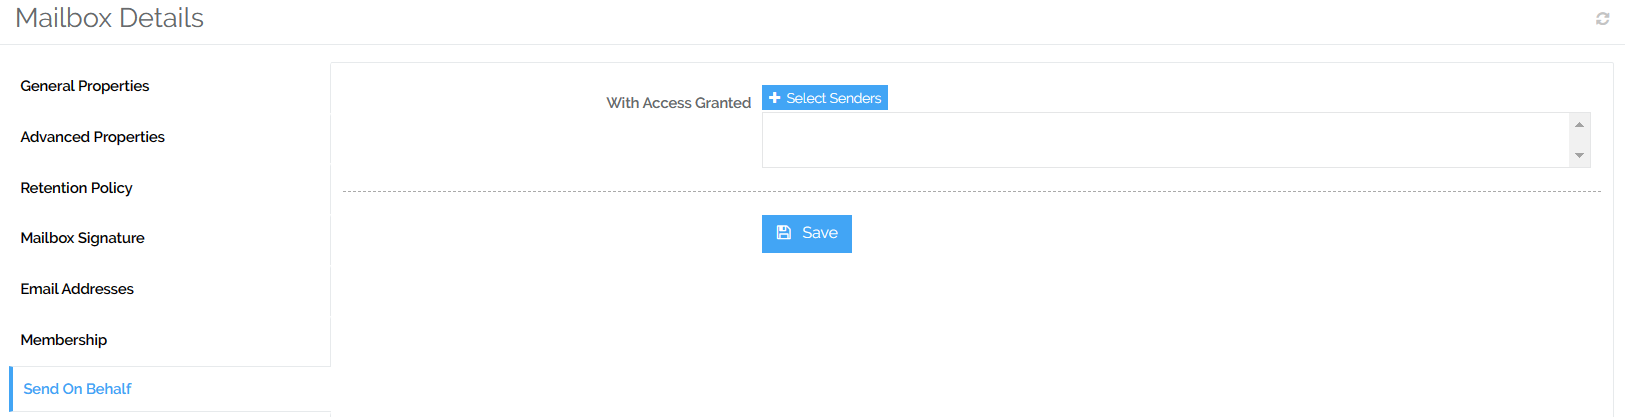 Mailbox Details
General Properties
Advanced Properties
Retention Policy
Mailbox Signature
Email Addresses
Membership
Send On Behalf
With Access Granted
Select Senders
Save